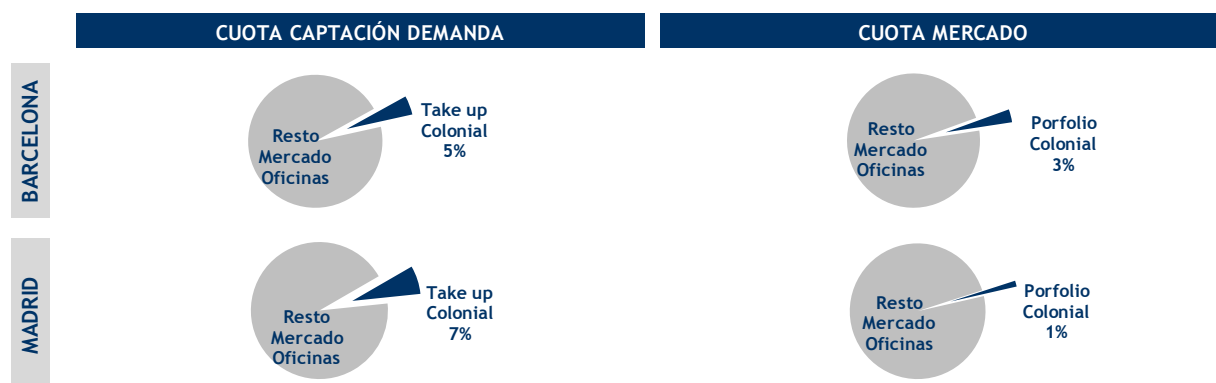 CUOTA CAPTACIÓN DEMANDA
CUOTA MERCADO
BARCELONA
Resto
Mercado
Oficinas
Take up
Colonial
5%
Resto
Mercado
Oficinas
Porfolio
Colonial
3%
MADRID
Resto
Mercado
Oficinas
Take up
Colonial
7%
Resto
Mercado
Oficinas
Porfolio
Colonial
1%